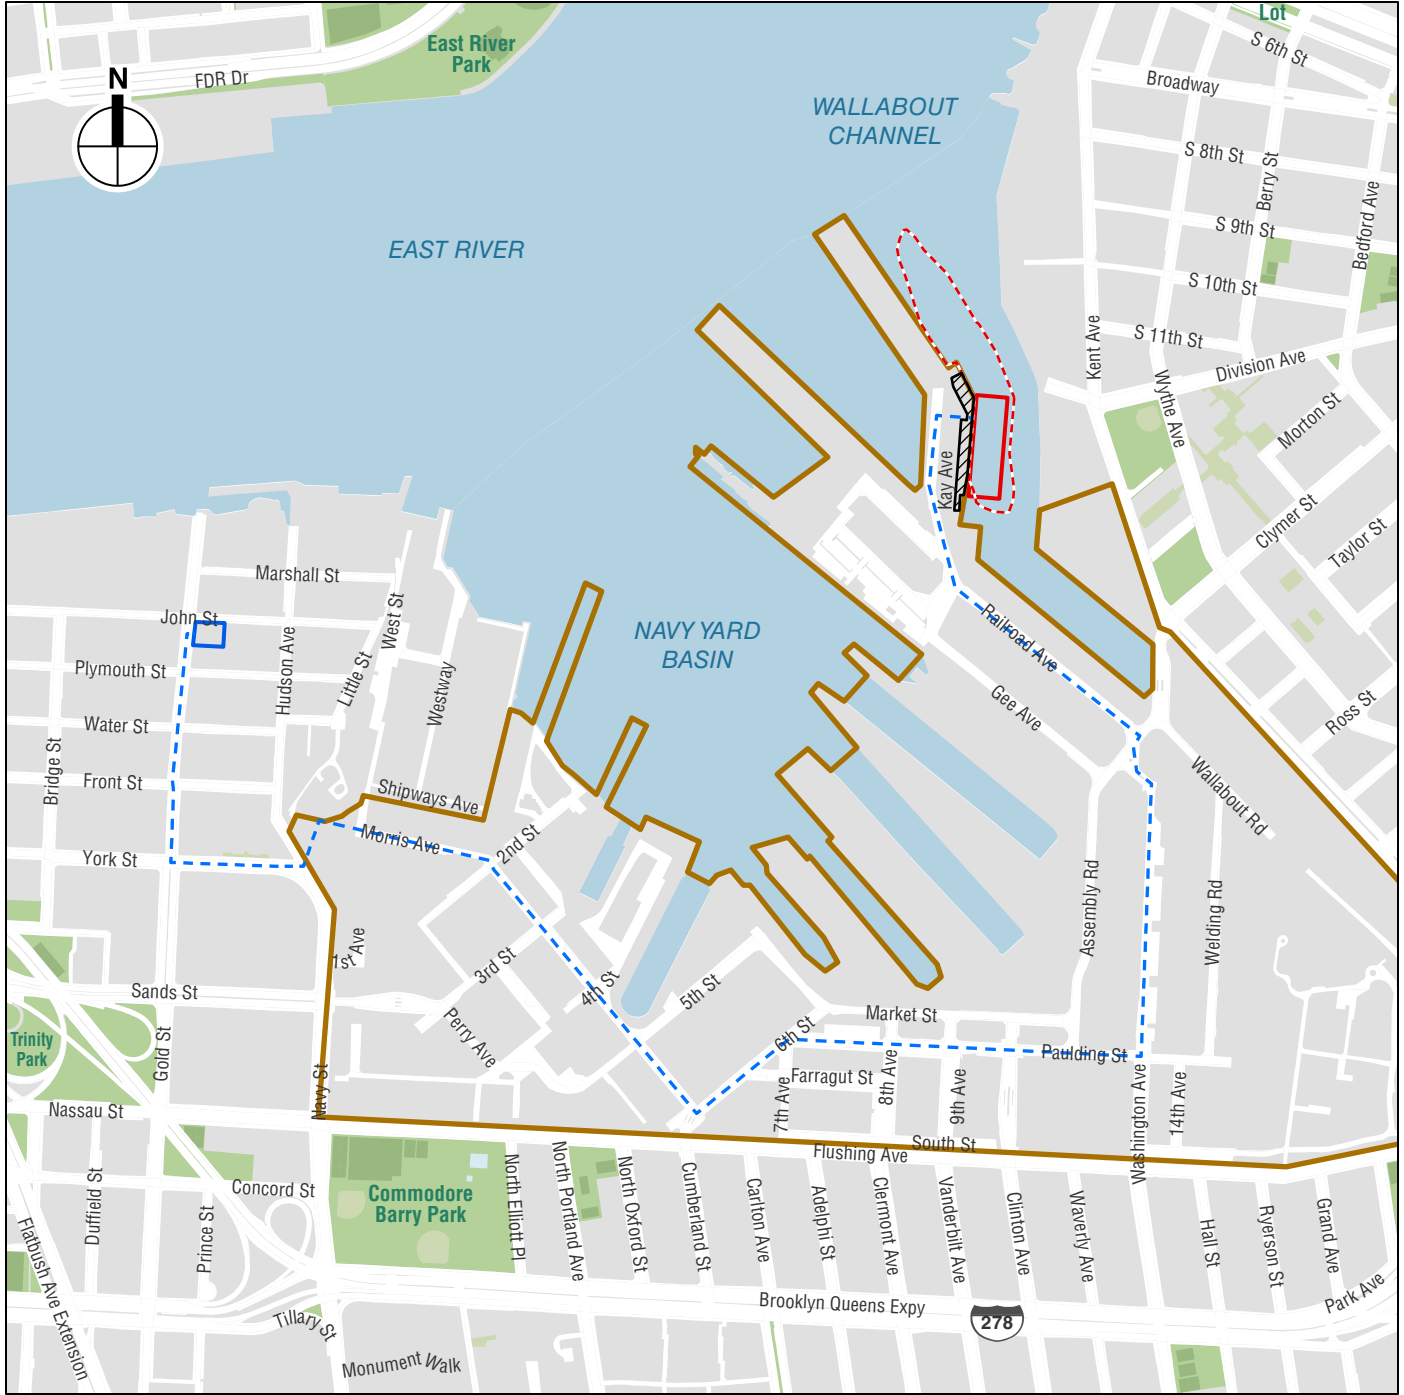 Lot
East River
Park
FDR Dr
N
S 6th St
Broadway
WALLABOUT
CHANNEL
S 8th St
Berry St
Bedford Ave
S 9th St
EAST RIVER
S 10th St
S 11th St
Kent Ave
Division Ave
Wythe Ave
Morton St
Kay Ave
Clymer St
Taylor St
Marshall St
John St
West St
Hudson Ave
NAVY YARD
BASIN
Railroad Ave
Plymouth St
Little St
Westway
Gee Ave
Ross St
Water St
Bridge St
Front St
Shipways Ave
Wallabout Rd
Morris Ave
2nd St
York St
Assembly Rd
Welding Rd
1st Ave
3rd St
4th St
5th St
Sands St
Market St
Perry Ave
6th St
Trinity
Park
Gold St
Paulding St
Farragut St
7th Ave
8th Ave
9th Ave
Washington Ave
14th Ave
Navy St
Nassau St
South St
Flushing Ave
Duffield St
Concord St
Prince St
Commodore
Barry Park
North Elliott Pl
North Portland Ave
North Oxford St
Cumberland St
Carlton Ave
Adelphi St
Clermont Ave
Vanderbilt Ave
Clinton Ave
Waverly Ave
Hall St
Ryerson St
Grand Ave
Park Ave
Flatbush Ave Extension
Brooklyn Queens Expy
278
Tillary St
Monument Walk